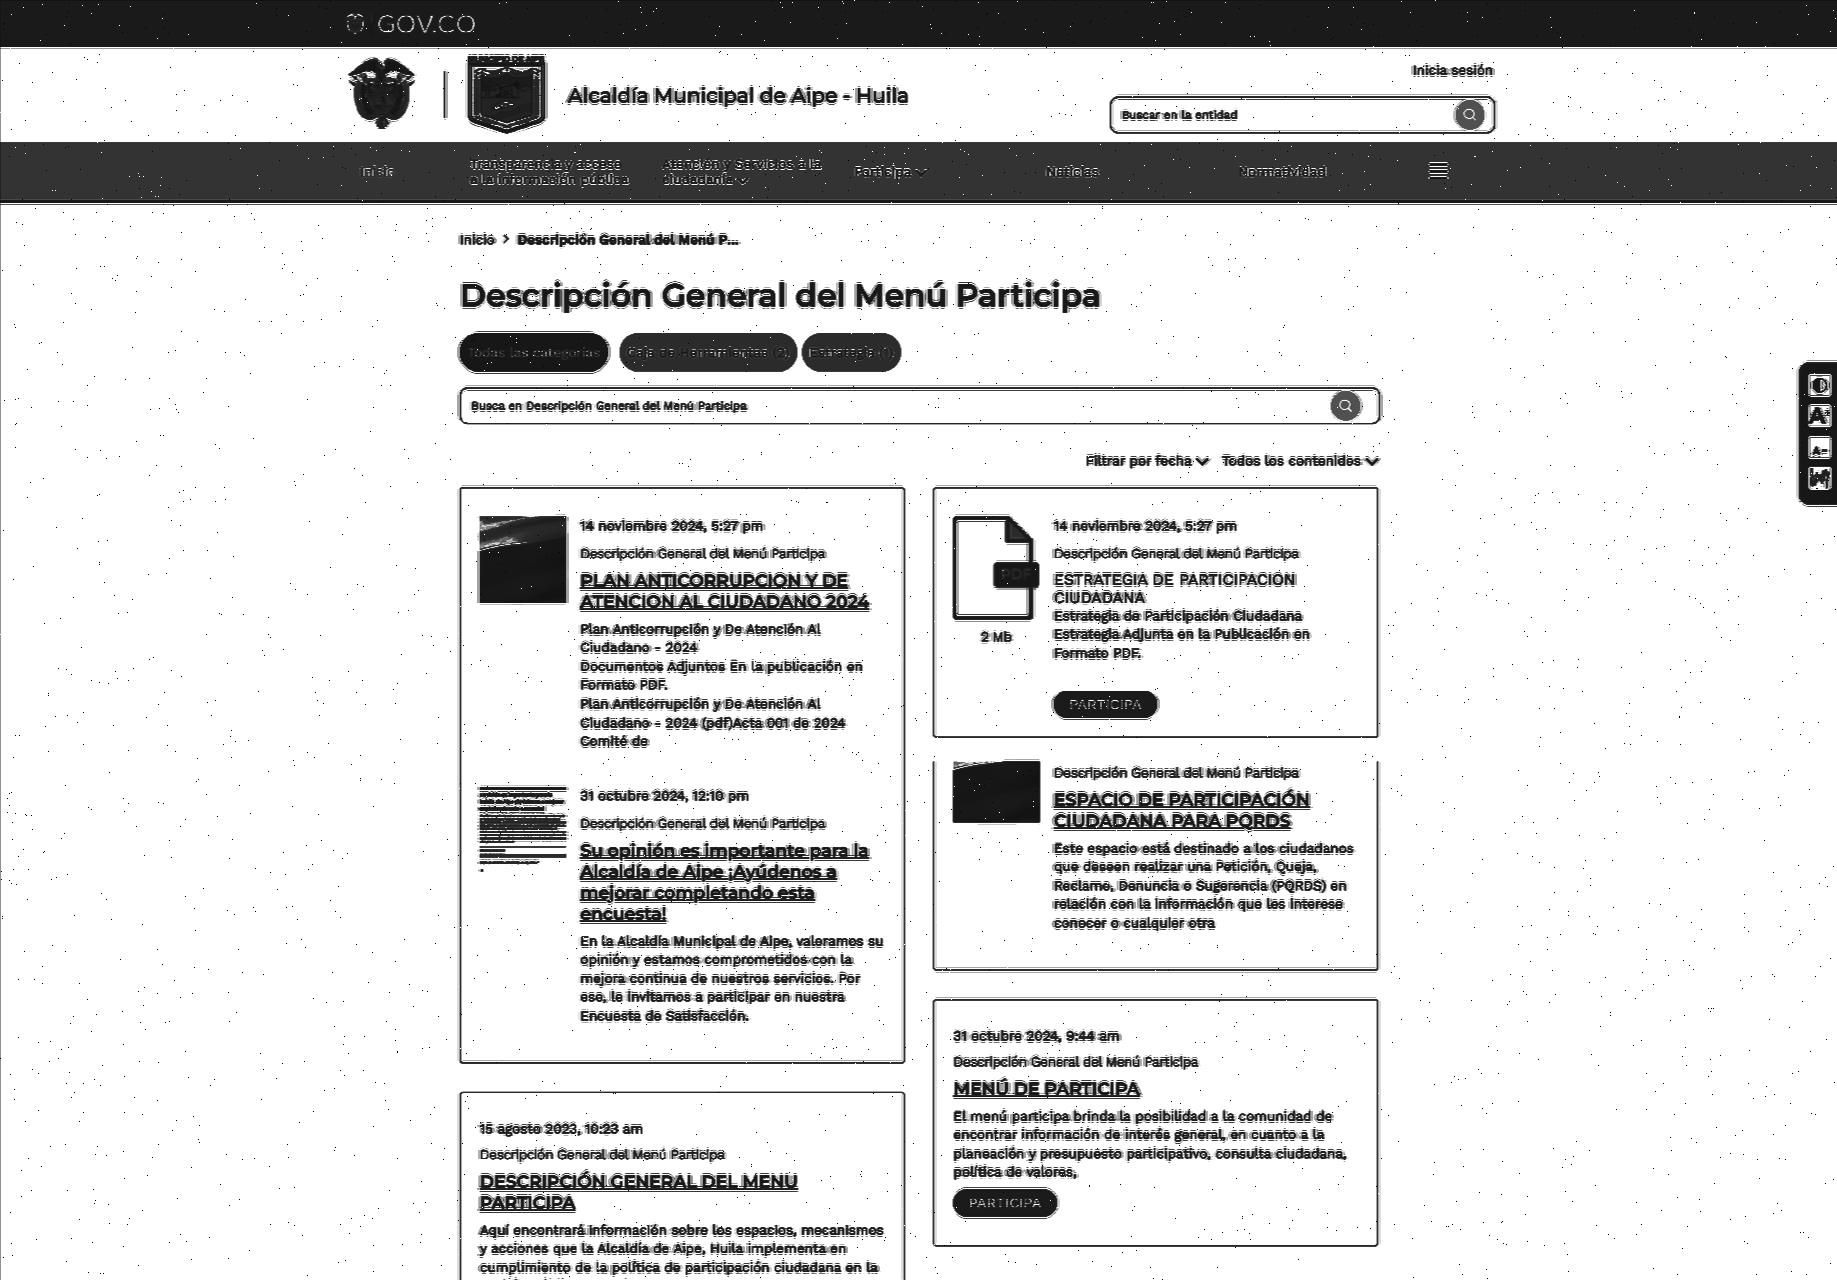 GOV.CO
Alcaldía Municipal de Aipe - Huila
Inicia sesión
Buscar en la entidad
Inicio
Transparencia y acceso
a la información pública
Atención y Servicios a la
ciudadanía
Participa
Noticias
Normatividad
Inicio > Descripción General del Menú P...
Descripción General del Menú Participa
Todas las categorías
Caja de Herramientas (2)
Estrategia (1)
Busca en Descripción General del Menú Participa
Filtrar por fecha
Todos los contenidos
14 noviembre 2024, 5:27 pm
Descripción General del Menú Participa
PLAN ANTICORRUPCION Y DE
ATENCION AL CIUDADANO 2024
Plan Anticorrupción y De Atención Al
Ciudadano - 2024
Documentos Adjuntos En la publicación en
Formato PDF.
Plan Anticorrupción y De Atención Al
Ciudadano - 2024 (pdf)Acta 001 de 2024
Comité de
31 octubre 2024, 12:10 pm
Descripción General del Menú Participa
Su opinión es importante para la
Alcaldía de Aipe ¡Ayúdenos a
mejorar completando esta
encuesta!
En la Alcaldía Municipal de Aipe, valoramos su
opinión y estamos comprometidos con la
mejora continua de nuestros servicios. Por
eso, le invitamos a participar en nuestra
Encuesta de Satisfacción.
15 agosto 2023, 10:23 am
Descripción General del Menú Participa
DESCRIPCIÓN GENERAL DEL MENÚ
PARTICIPA
Aquí encontrará información sobre los espacios, mecanismos
y acciones que la Alcaldía de Aipe, Huila implementa en
cumplimiento de la política de participación ciudadana en la
PDF
2 Mb
14 noviembre 2024, 5:27 pm
Descripción General del Menú Participa
ESTRATEGIA DE PARTICIPACIÓN
CIUDADANA
Estrategia de Participación Ciudadana
Estrategia Adjunta en la Publicación en
Formato PDF.
PARTICIPA
Descripción General del Menú Participa
ESPACIO DE PARTICIPACIÓN
CIUDADANA PARA PQRDS
Este espacio está destinado a los ciudadanos
que deseen realizar una Petición, Queja,
Reclamo, Denuncia o Sugerencia (PQRDS) en
relación con la información que les interese
conocer o cualquier otra
31 octubre 2024, 9:44 am
Descripción General del Menú Participa
MENÚ DE PARTICIPA
El menú participa brinda la posibilidad a la comunidad de
encontrar información de interés general, en cuanto a la
planeación y presupuesto participativo, consulta ciudadana,
política de valores,
PARTICIPA